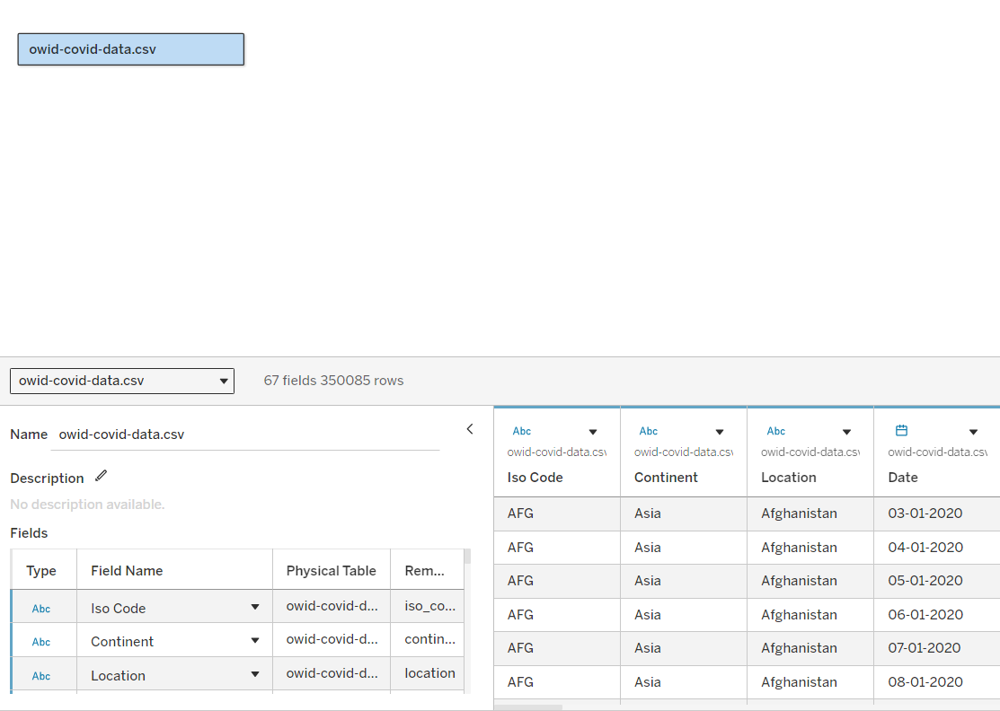 owid-covid-data.csv
owid-covid-data.csv 67 fields 350085 rows
Name owid-covid-data.csv
Description
No description available.
Fields
Type Field Name Physical Table Rem...
Abc Iso Code owid-covid-d... iso_co...
Abc Continent owid-covid-d... contin...
Abc Location owid-covid-d... location
Abc Abc Abc
owid-covid-data.csv owid-covid-data.csv owid-covid-data.csv owid-covid-data.csv
Iso Code Continent Location Date
AFG Asia Afghanistan 03-01-2020
AFG Asia Afghanistan 04-01-2020
AFG Asia Afghanistan 05-01-2020
AFG Asia Afghanistan 06-01-2020
AFG Asia Afghanistan 07-01-2020
AFG Asia Afghanistan 08-01-2020